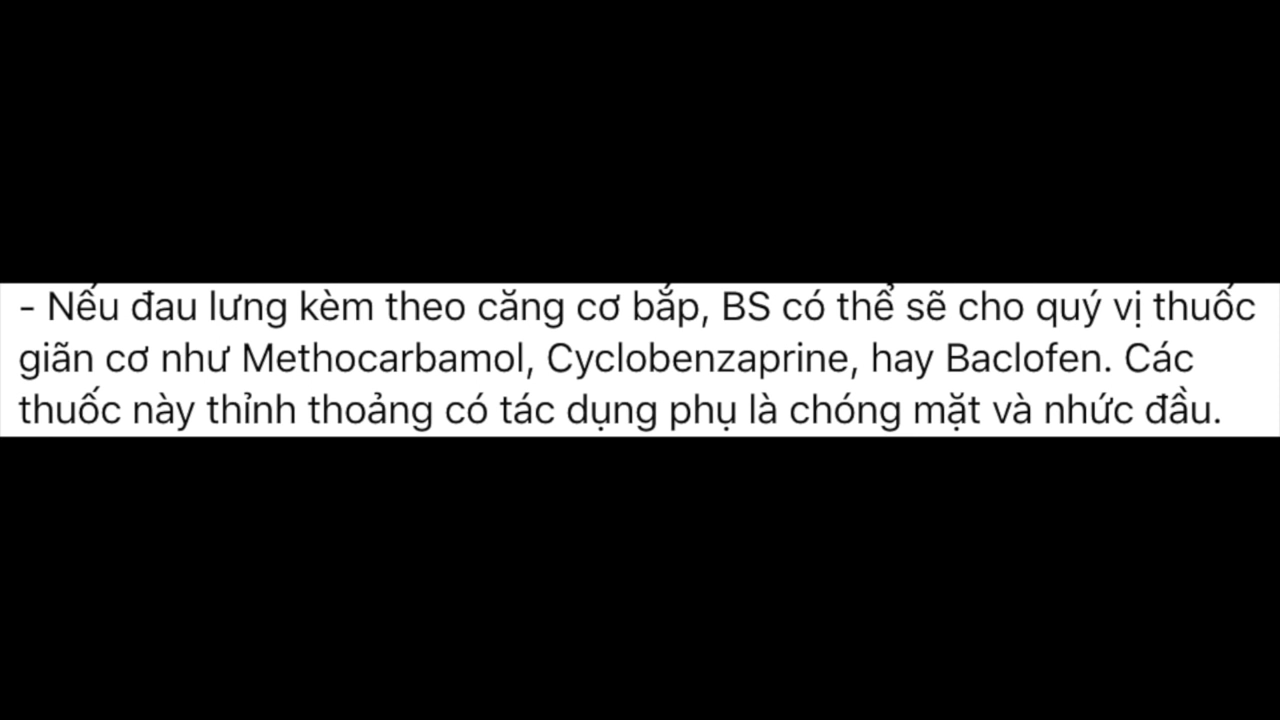 - Nếu đau lưng kèm theo căng cơ bắp, BS có thể sẽ cho quý vị thuốc
giãn cơ như Methocarbamol, Cyclobenzaprine, hay Baclofen. Các
thuốc này thỉnh thoảng có tác dụng phụ là chóng mặt và nhức đầu.